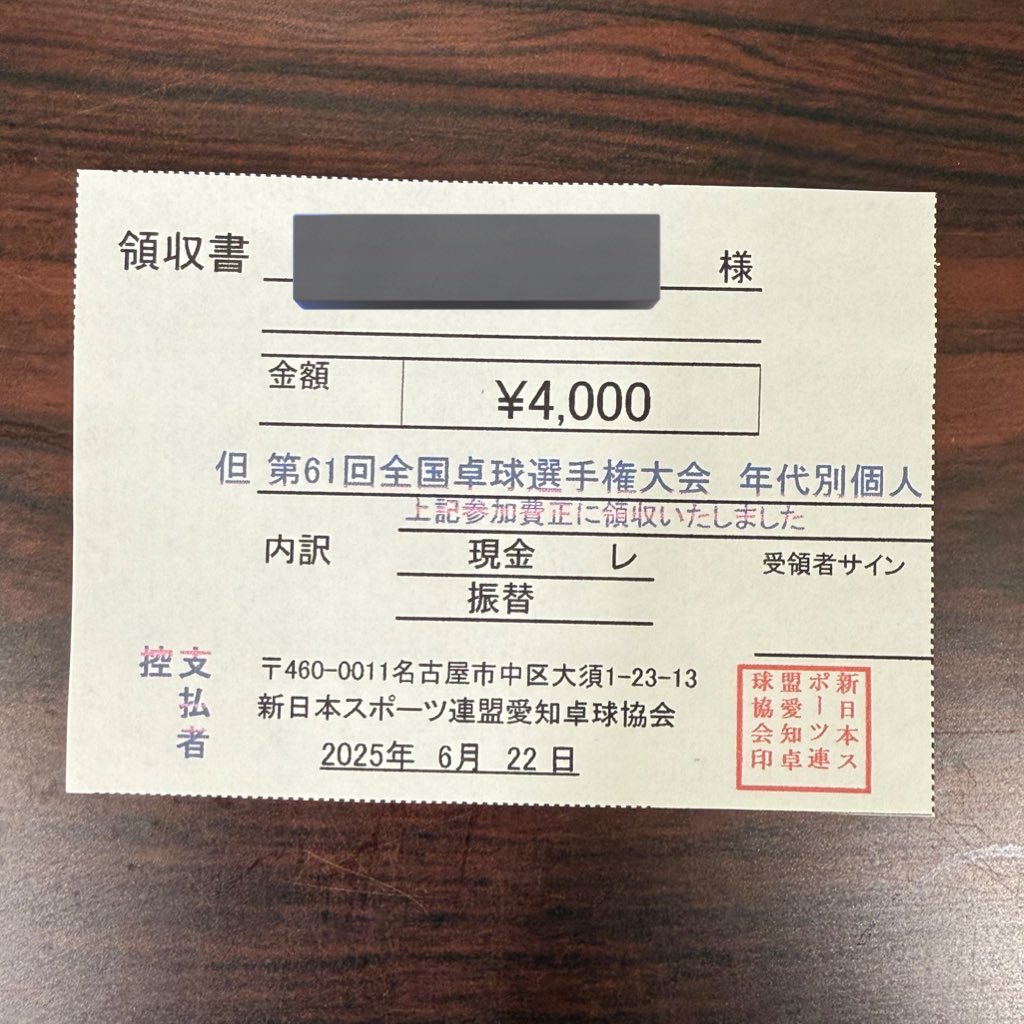 領収書 様
金額 ¥4,000
但 第61回全国卓球選手権大会 年代別個人
上記参加費正に領収いたしました
内訳 現金 レ 受領者サイン
振替
支払者控
〒460-0011名古屋市中区大須1-23-13
新日本スポーツ連盟愛知卓球協会
2025年 6月 22日
新日本ス
ポーツ連
盟愛知卓
球協会印